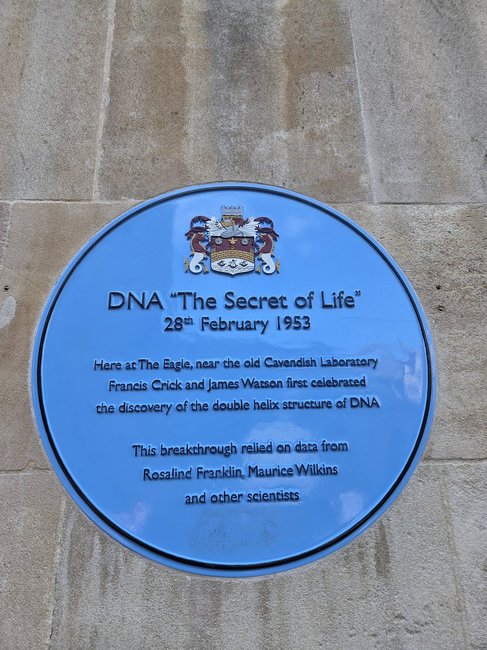 DNA "The Secret of Life"
28th February 1953
Here at The Eagle, near the old Cavendish Laboratory
Francis Crick and James Watson first celebrated
the discovery of the double helix structure of DNA
This breakthrough relied on data from
Rosalind Franklin, Maurice Wilkins
and other scientists